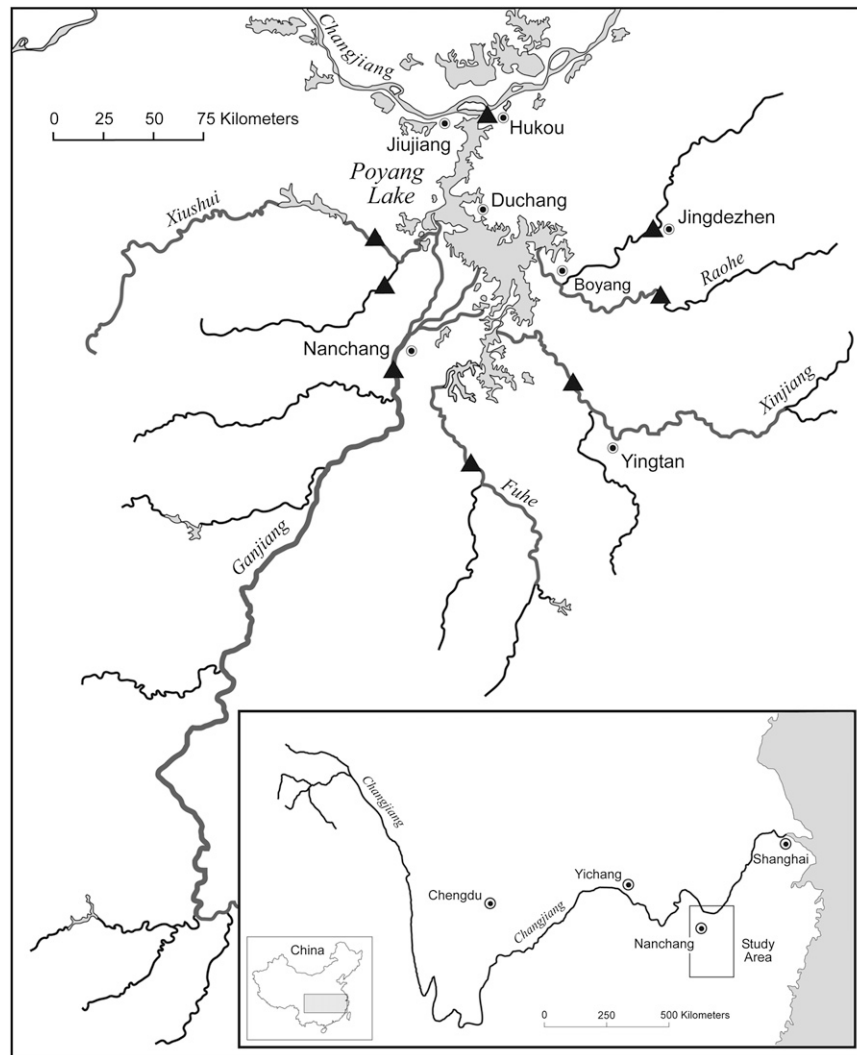 Changjiang
0 25 50 75 Kilometers
Jiujiang
Hukou
Poyang
Lake
Duchang
Xiushui
Jingdezhen
Boyang
Raohe
Nanchang
Xinjiang
Yingtan
Fuhe
Ganjiang
Changjiang
Chengdu
Yichang
Changjiang
Shanghai
Nanchang
Study
Area
China
0 250 500 Kilometers